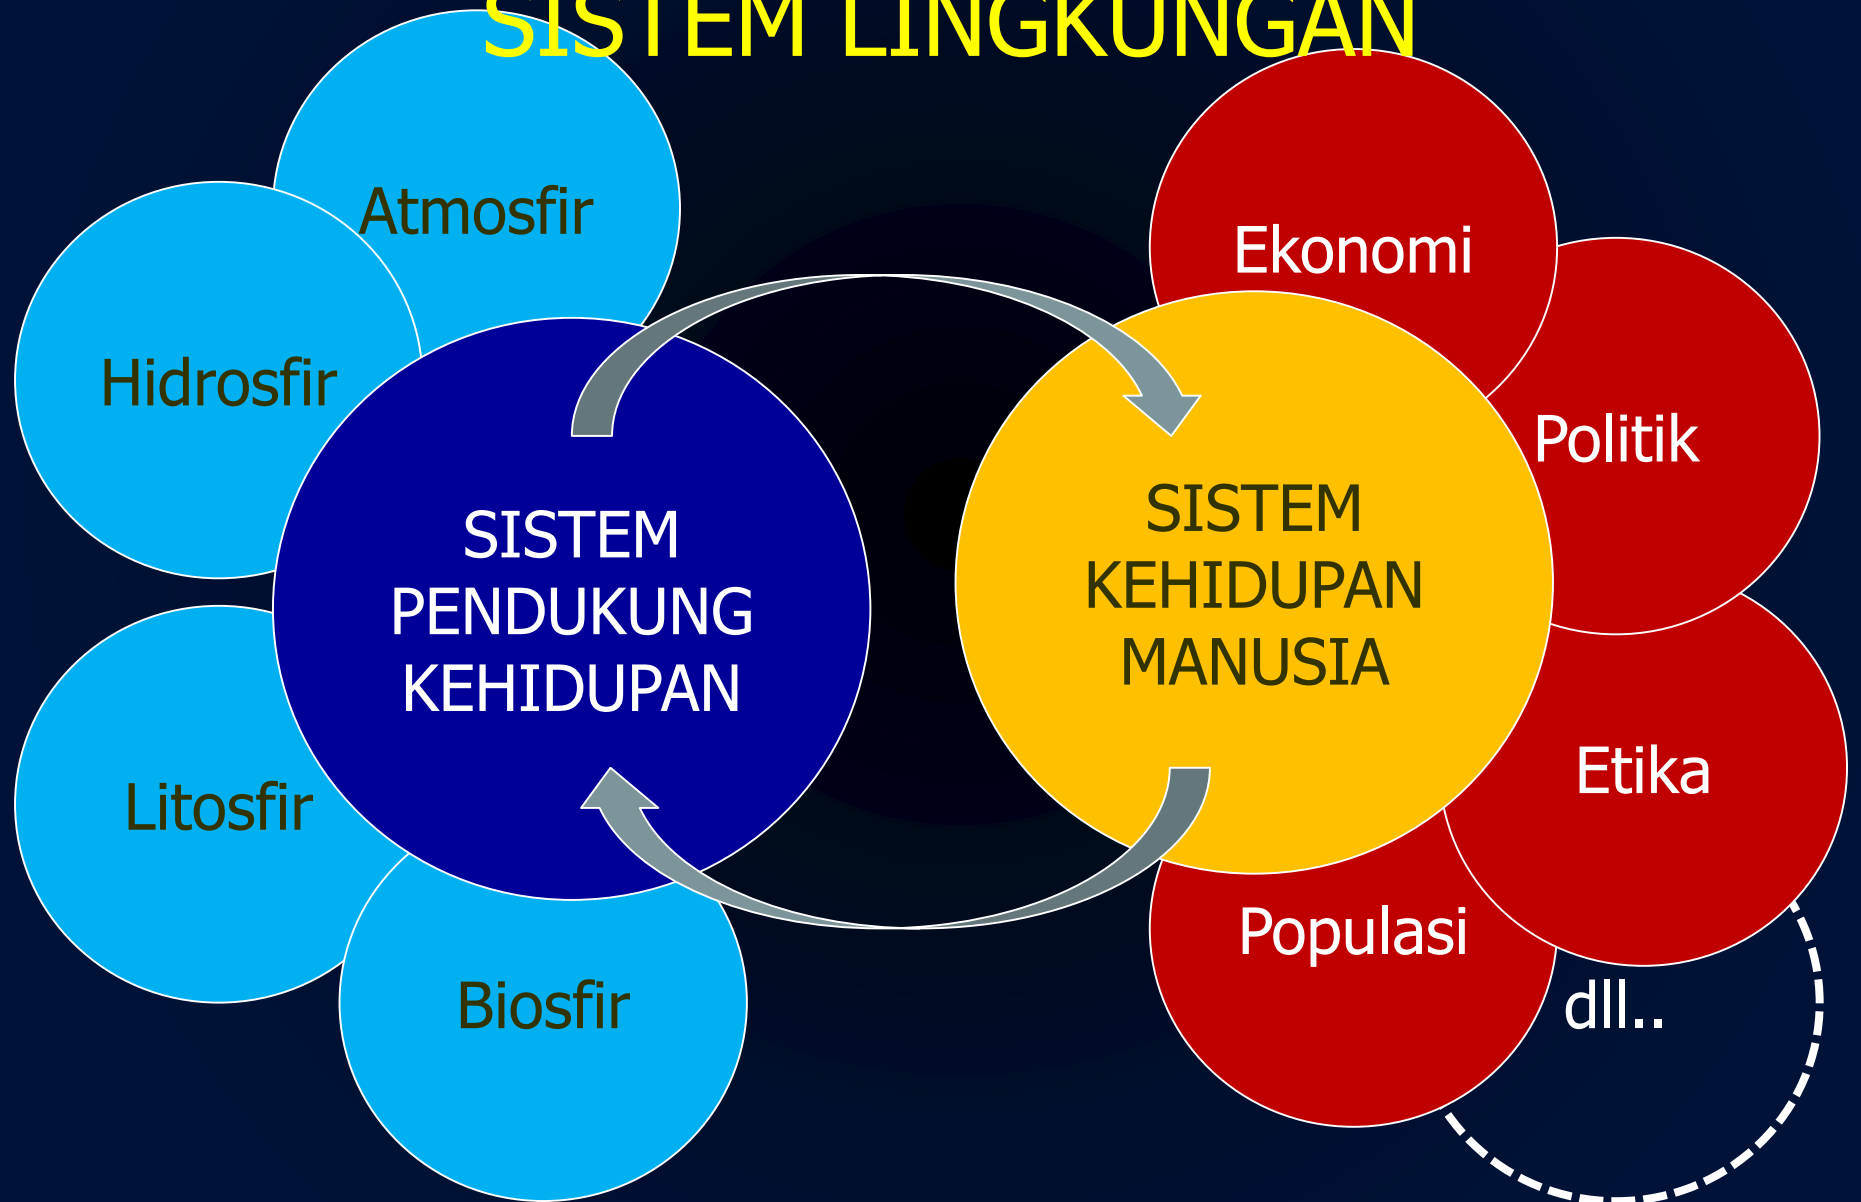 SISTEM LINGKUNGAN
Atmosfir
Hidrosfir
Litosfir
Biosfir
SISTEM
PENDUKUNG
KEHIDUPAN
SISTEM
KEHIDUPAN
MANUSIA
Ekonomi
Politik
Etika
Populasi
dll..